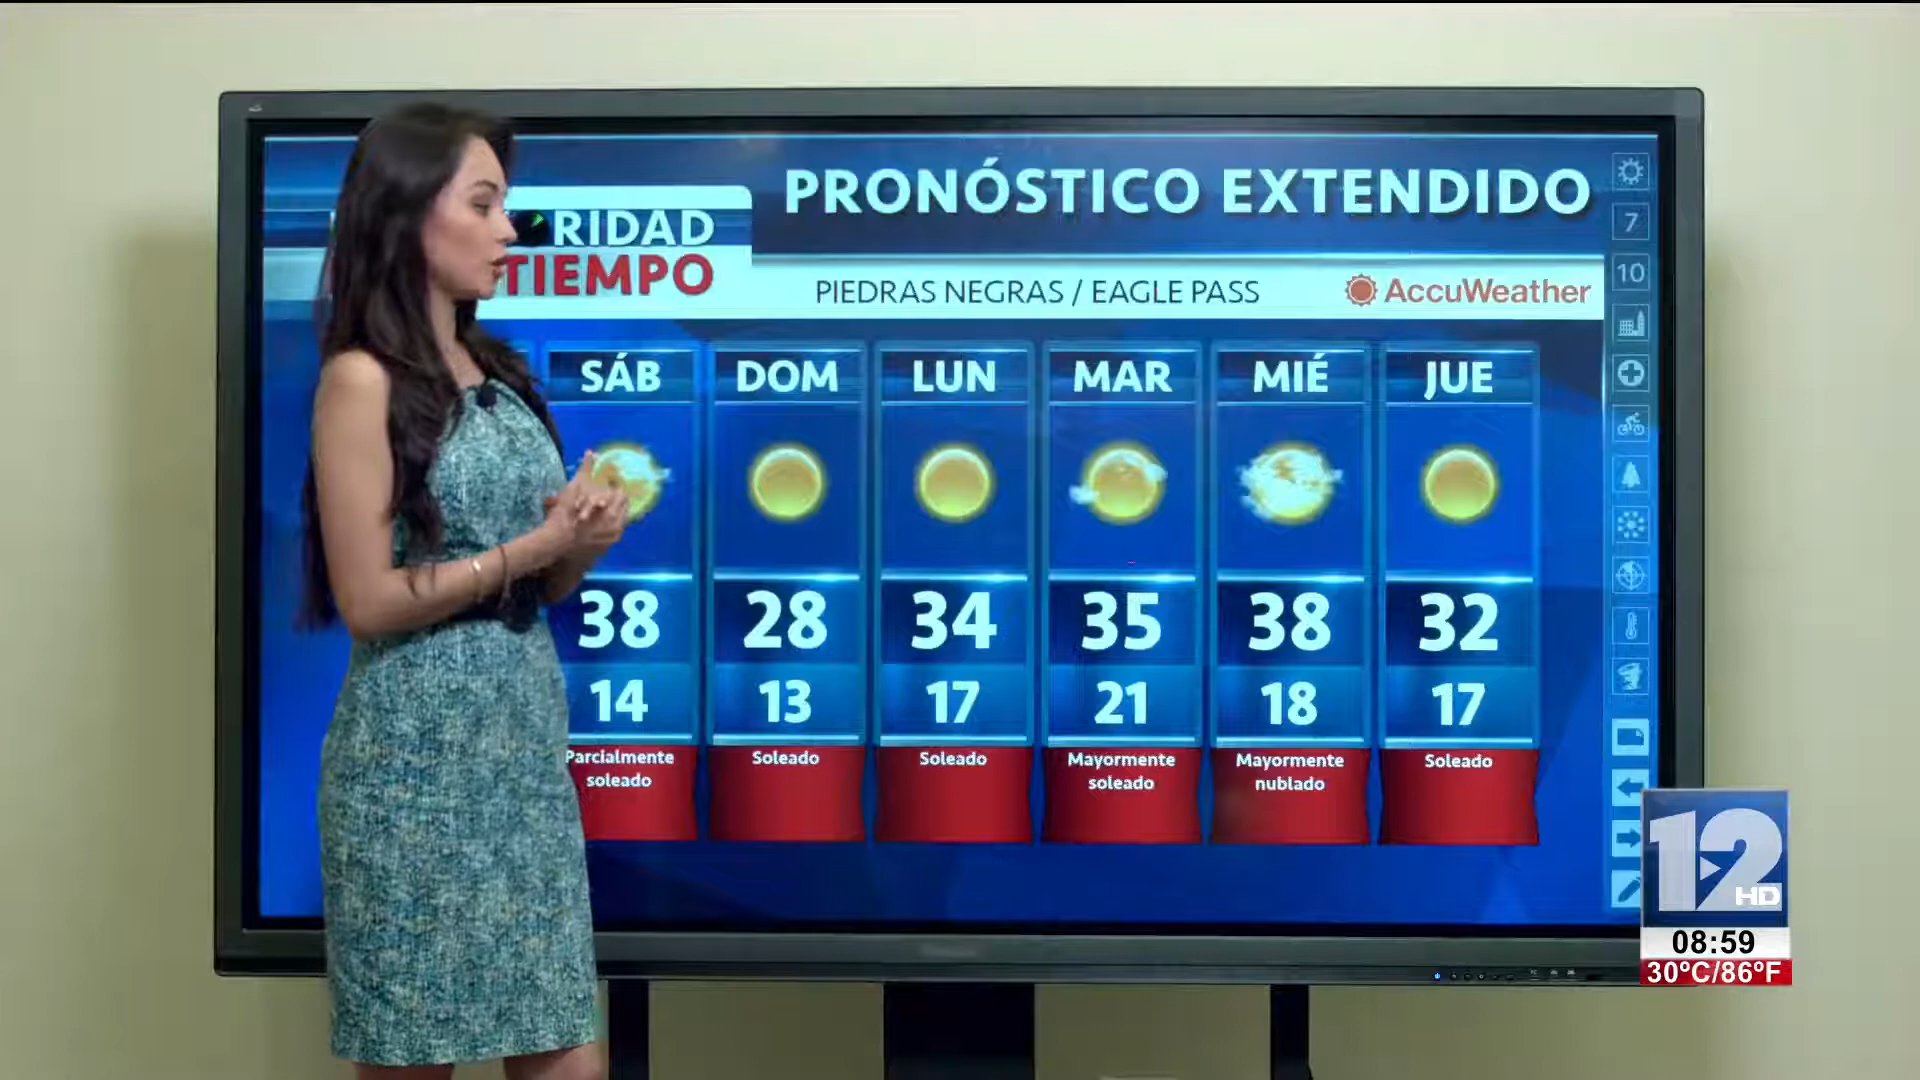 PRONÓSTICO EXTENDIDO
RIDAD
TIEMPO
PIEDRAS NEGRAS / EAGLE PASS
AccuWeather
SÁB DOM LUN MAR MIÉ JUE
38 28 34 35 38 32
14 13 17 21 18 17
Parcialmente soleado
Soleado
Soleado
Mayormente soleado
Mayormente nublado
Soleado
7
10
12
HD
08:59
30ºC/86ºF